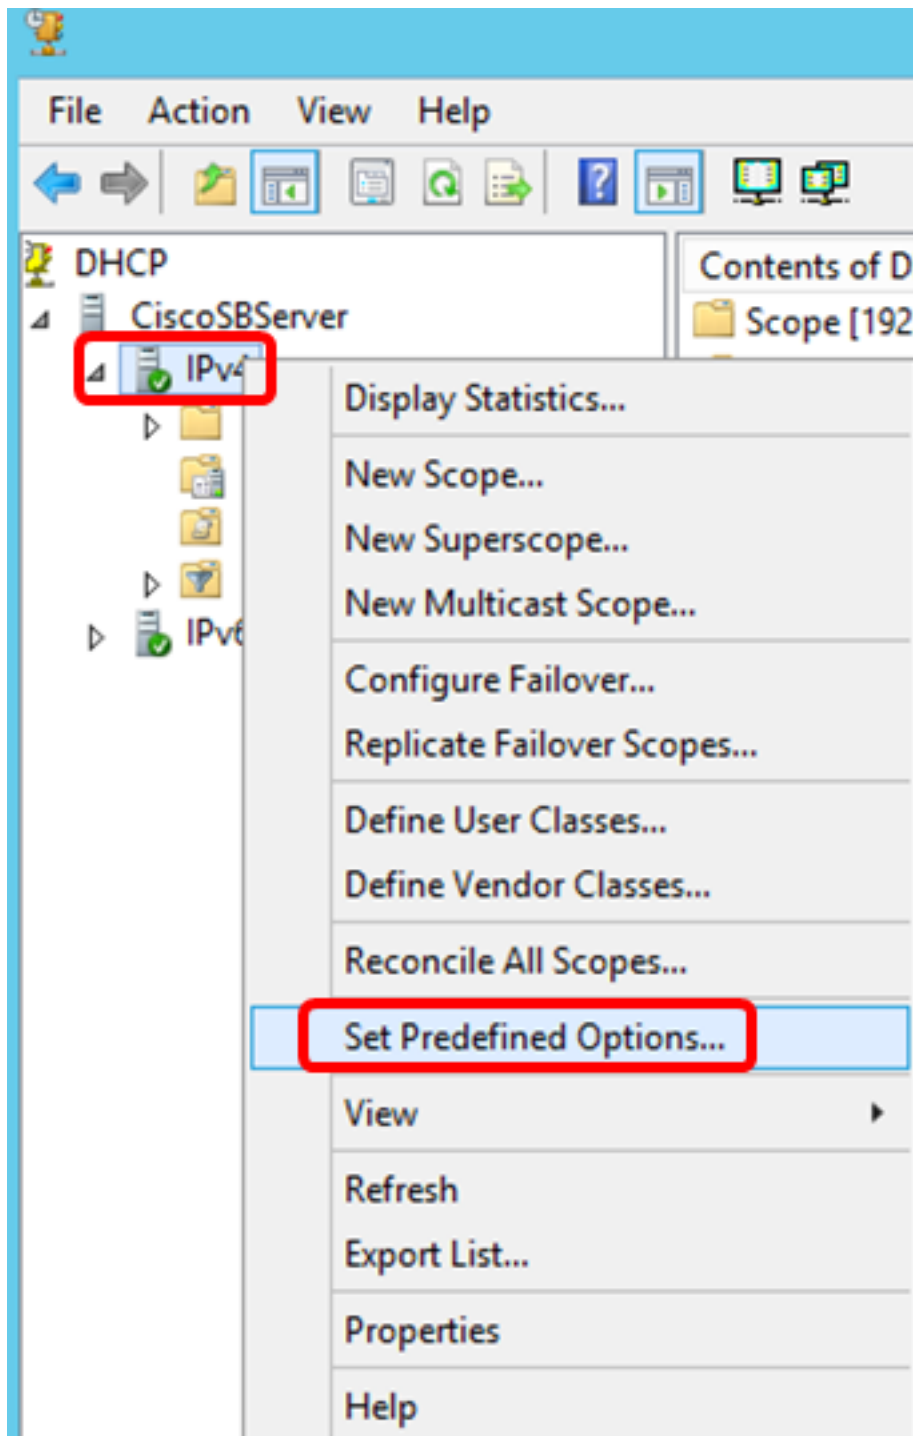 File Action View Help
DHCP
CiscoSBServer
IPv4
IPv6
Contents of D
Scope [192
Display Statistics...
New Scope...
New Superscope...
New Multicast Scope...
Configure Failover...
Replicate Failover Scopes...
Define User Classes...
Define Vendor Classes...
Reconcile All Scopes...
Set Predefined Options...
View
Refresh
Export List...
Properties
Help